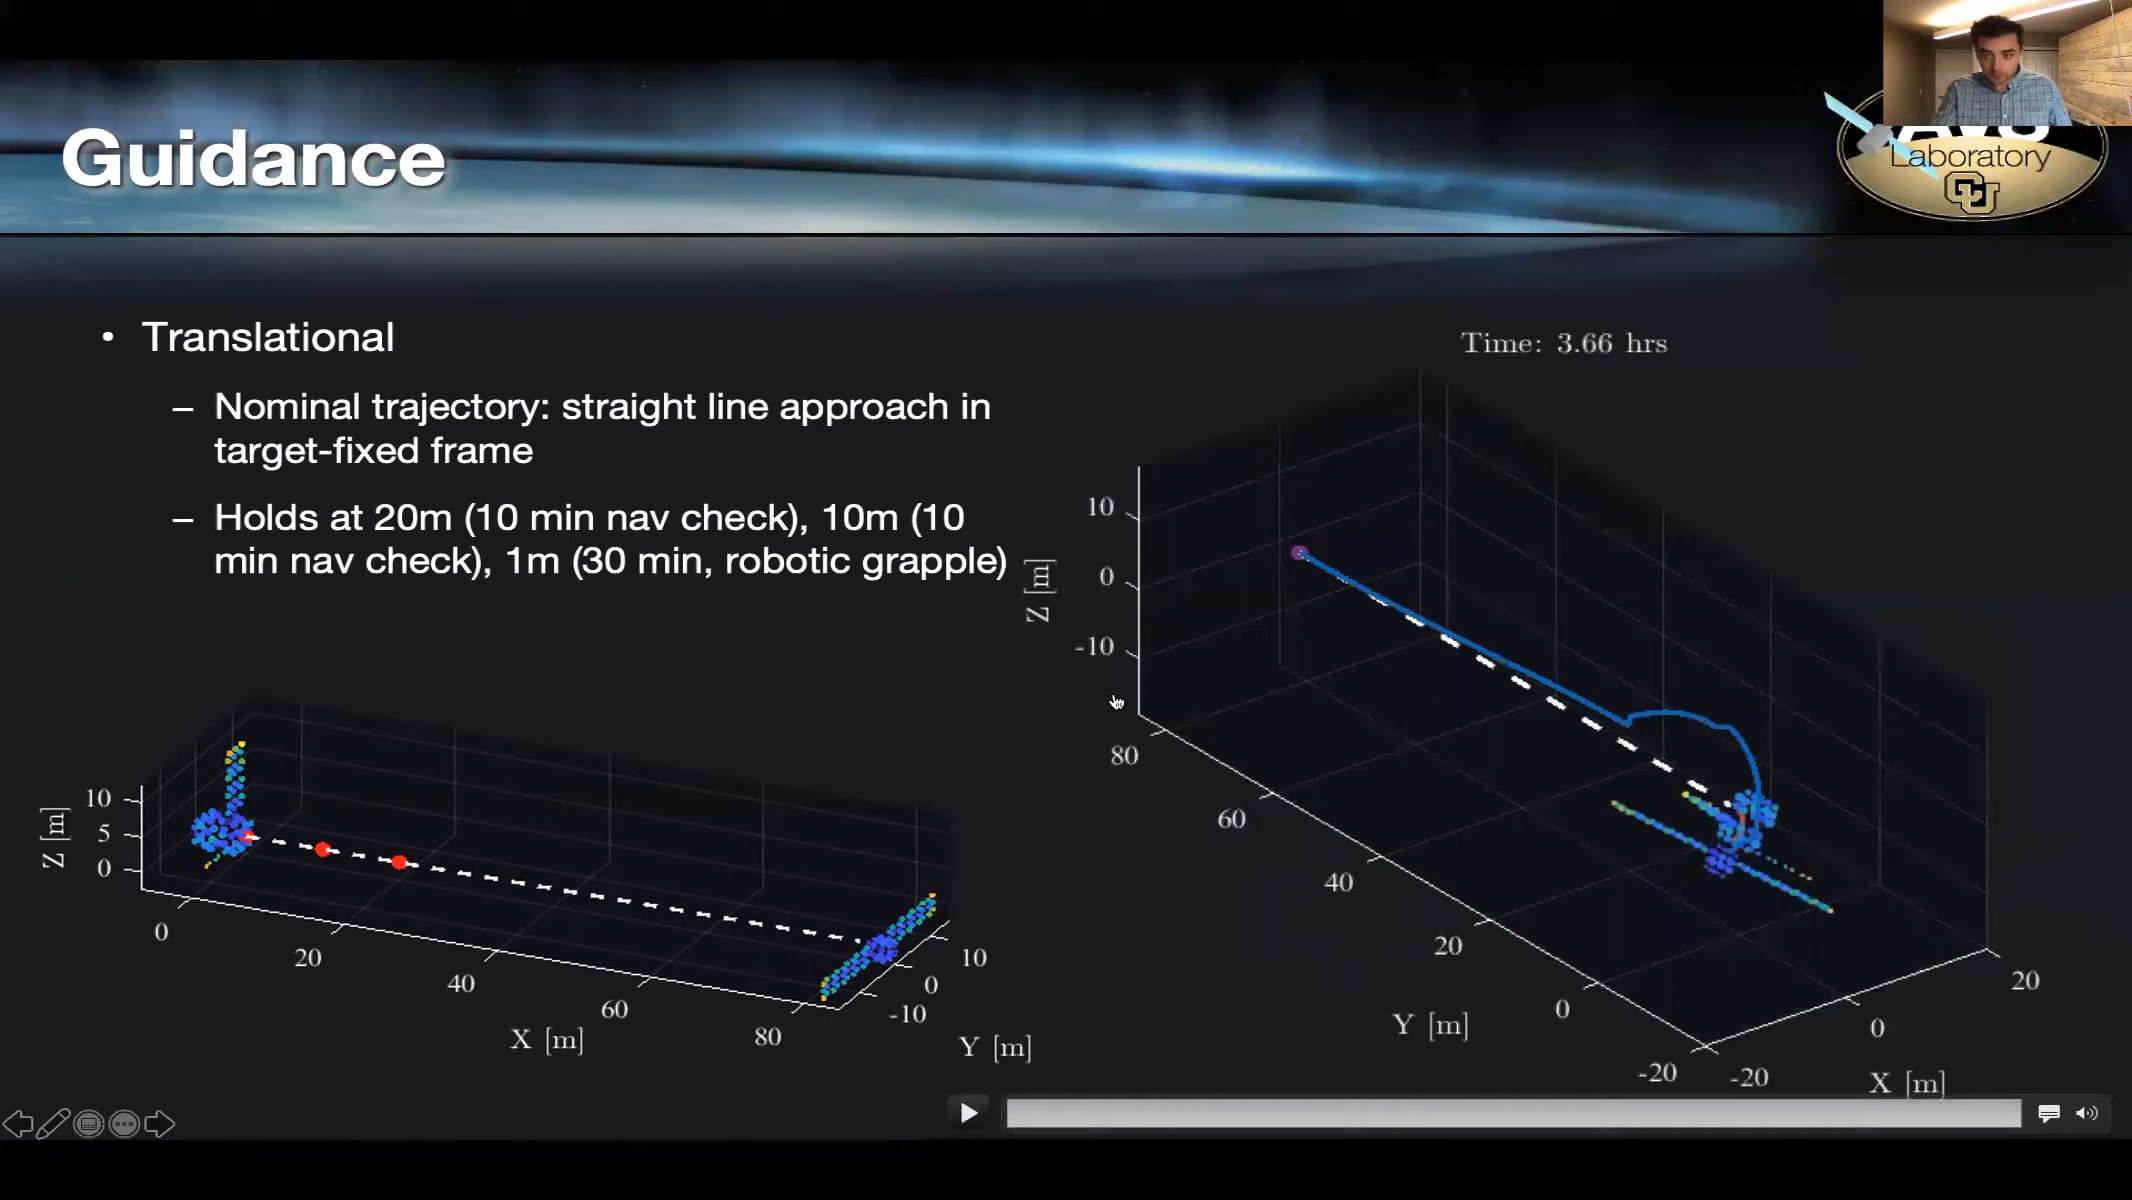 Guidance
AVS
Laboratory
CU
• Translational
– Nominal trajectory: straight line approach in
target-fixed frame
– Holds at 20m (10 min nav check), 10m (10
min nav check), 1m (30 min, robotic grapple)
Time: 3.66 hrs
10
0
-10
Z [m]
80
60
40
20
0
-20
Y [m]
-20
0
20
X [m]
10
5
0
Z [m]
0
20
40
60
80
X [m]
10
0
-10
Y [m]